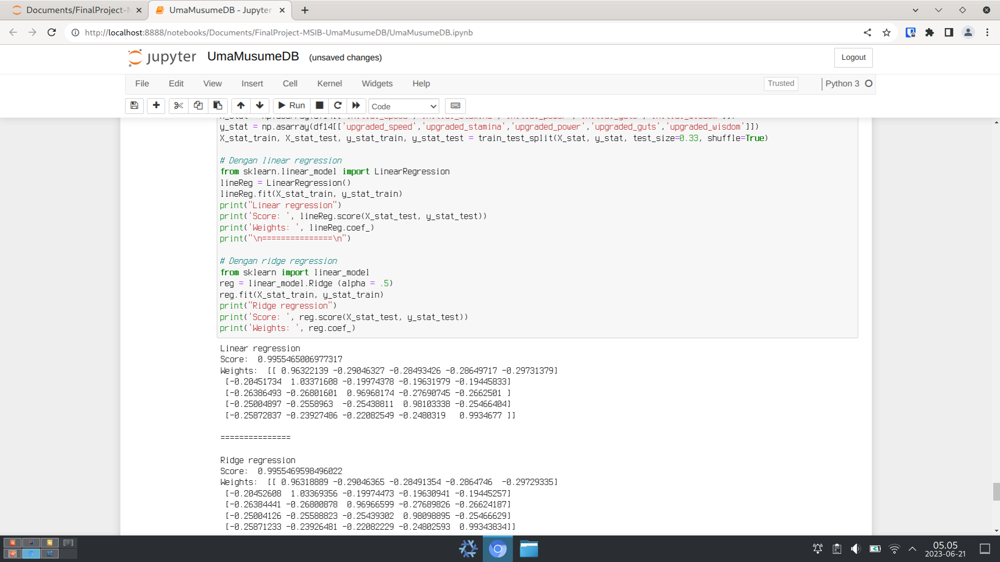 Documents/FinalProject-M
UmaMusumeDB - Jupyter
http://localhost:8888/notebooks/Documents/FinalProject-MSIB-UmaMusumeDB/UmaMusumeDB.ipynb
jupyter UmaMusumeDB (unsaved changes)
Logout
File Edit View Insert Cell Kernel Widgets Help
Trusted
Python 3
Run
Code
y_stat = np.asarray(df14[['upgraded_speed','upgraded_stamina','upgraded_power','upgraded_guts','upgraded_wisdom']])
X_stat_train, X_stat_test, y_stat_train, y_stat_test = train_test_split(X_stat, y_stat, test_size=0.33, shuffle=True)
# Dengan linear regression
from sklearn.linear_model import LinearRegression
lineReg = LinearRegression()
lineReg.fit(X_stat_train, y_stat_train)
print("Linear regression")
print('Score: ', lineReg.score(X_stat_test, y_stat_test))
print('Weights: ', lineReg.coef_)
print("\n===============\n")
# Dengan ridge regression
from sklearn import linear_model
reg = linear_model.Ridge (alpha = .5)
reg.fit(X_stat_train, y_stat_train)
print("Ridge regression")
print('Score: ', reg.score(X_stat_test, y_stat_test))
print('Weights: ', reg.coef_)
Linear regression
Score:  0.9955465006977317
Weights:  [[ 0.96322139 -0.29046327 -0.28493426 -0.28649717 -0.29731379]
[-0.20451734  1.03371608 -0.19974378 -0.19631979 -0.19445833]
[-0.26386493 -0.26801601  0.96968174 -0.27690745 -0.2662501 ]
[-0.25004897 -0.2558963  -0.25438811  0.98103338 -0.25466404]
[-0.25872837 -0.23927486 -0.22082549 -0.2480319   0.9934677 ]]
===============
Ridge regression
Score:  0.9955469598496022
Weights:  [[ 0.96318889 -0.29046365 -0.28491354 -0.2864746  -0.29729335]
[-0.20452608  1.03369356 -0.19974473 -0.19630941 -0.19445257]
[-0.26384441 -0.26800878  0.96966599 -0.27689826 -0.26624187]
[-0.25004126 -0.25588823 -0.25439302  0.98098895 -0.25466629]
[-0.25871233 -0.23926481 -0.22082229 -0.24802593  0.99343834]]
05.05
2023-06-21